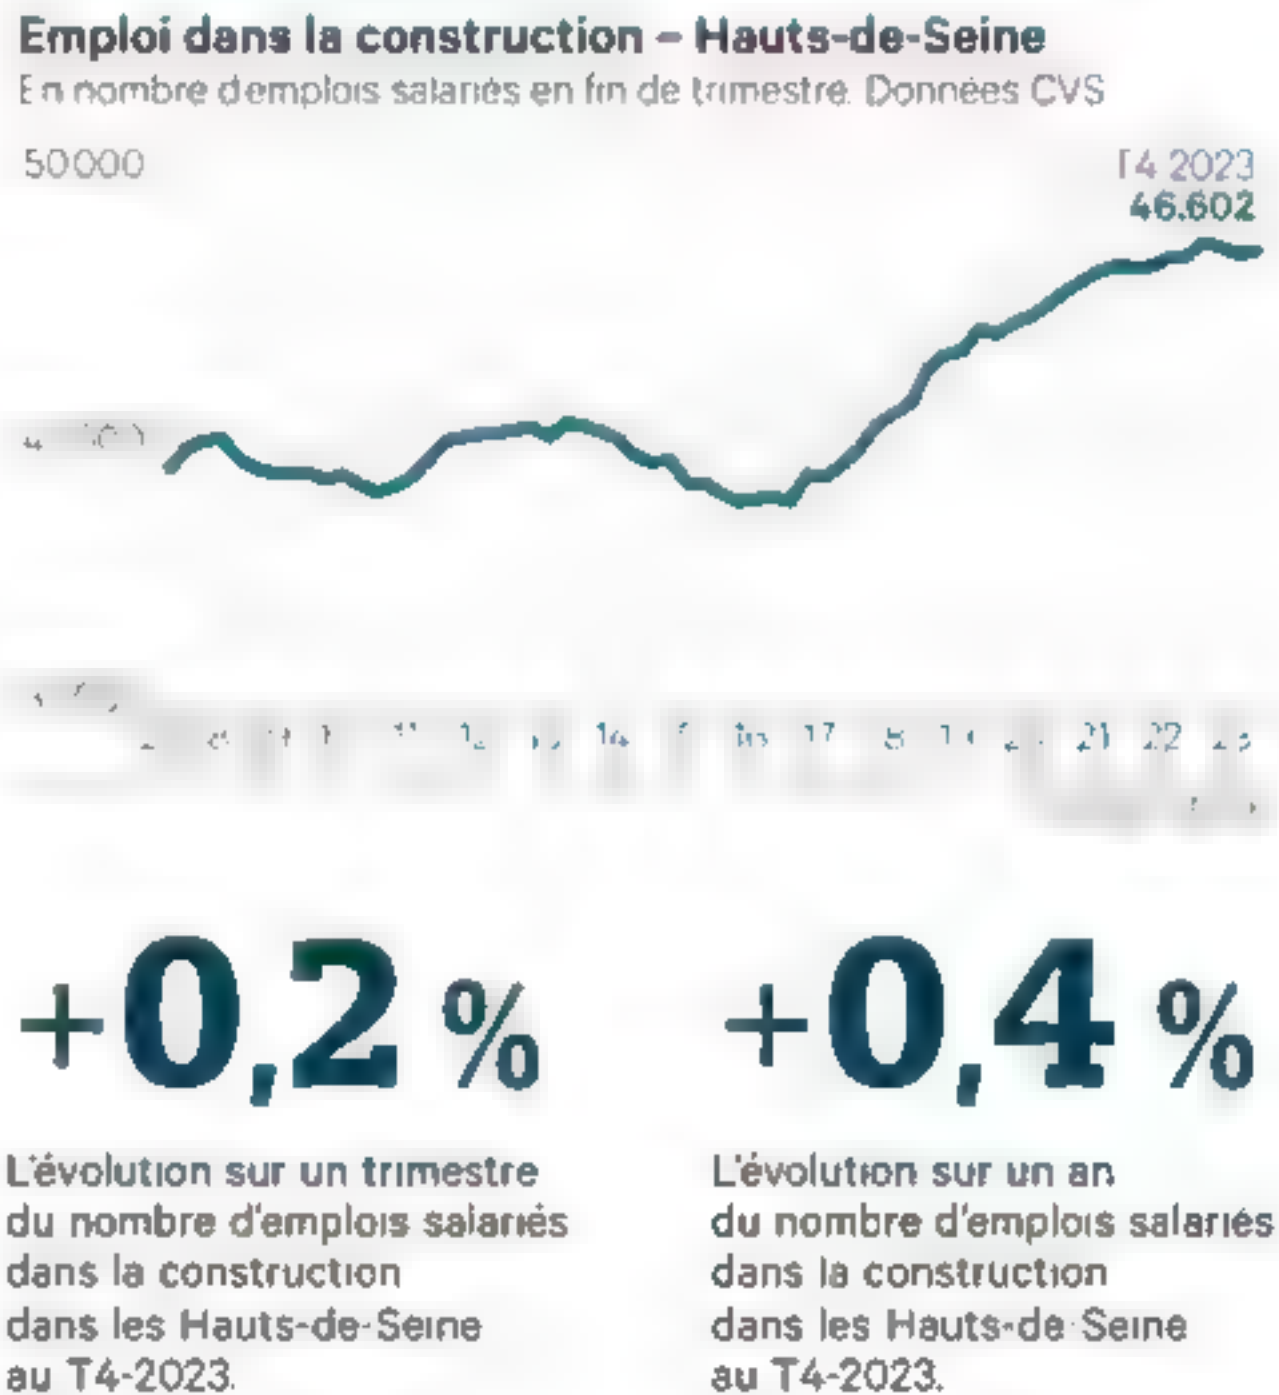 Emploi dans la construction – Hauts-de-Seine
En nombre d'emplois salariés en fin de trimestre. Données CVS
50000
T4 2023
46.602
11 12 14 16 17 21 22
+0,2 % +0,4 %
L'évolution sur un trimestre
du nombre d'emplois salariés
dans la construction
dans les Hauts-de-Seine
au T4-2023.
L'évolution sur un an
du nombre d'emplois salariés
dans la construction
dans les Hauts-de-Seine
au T4-2023.